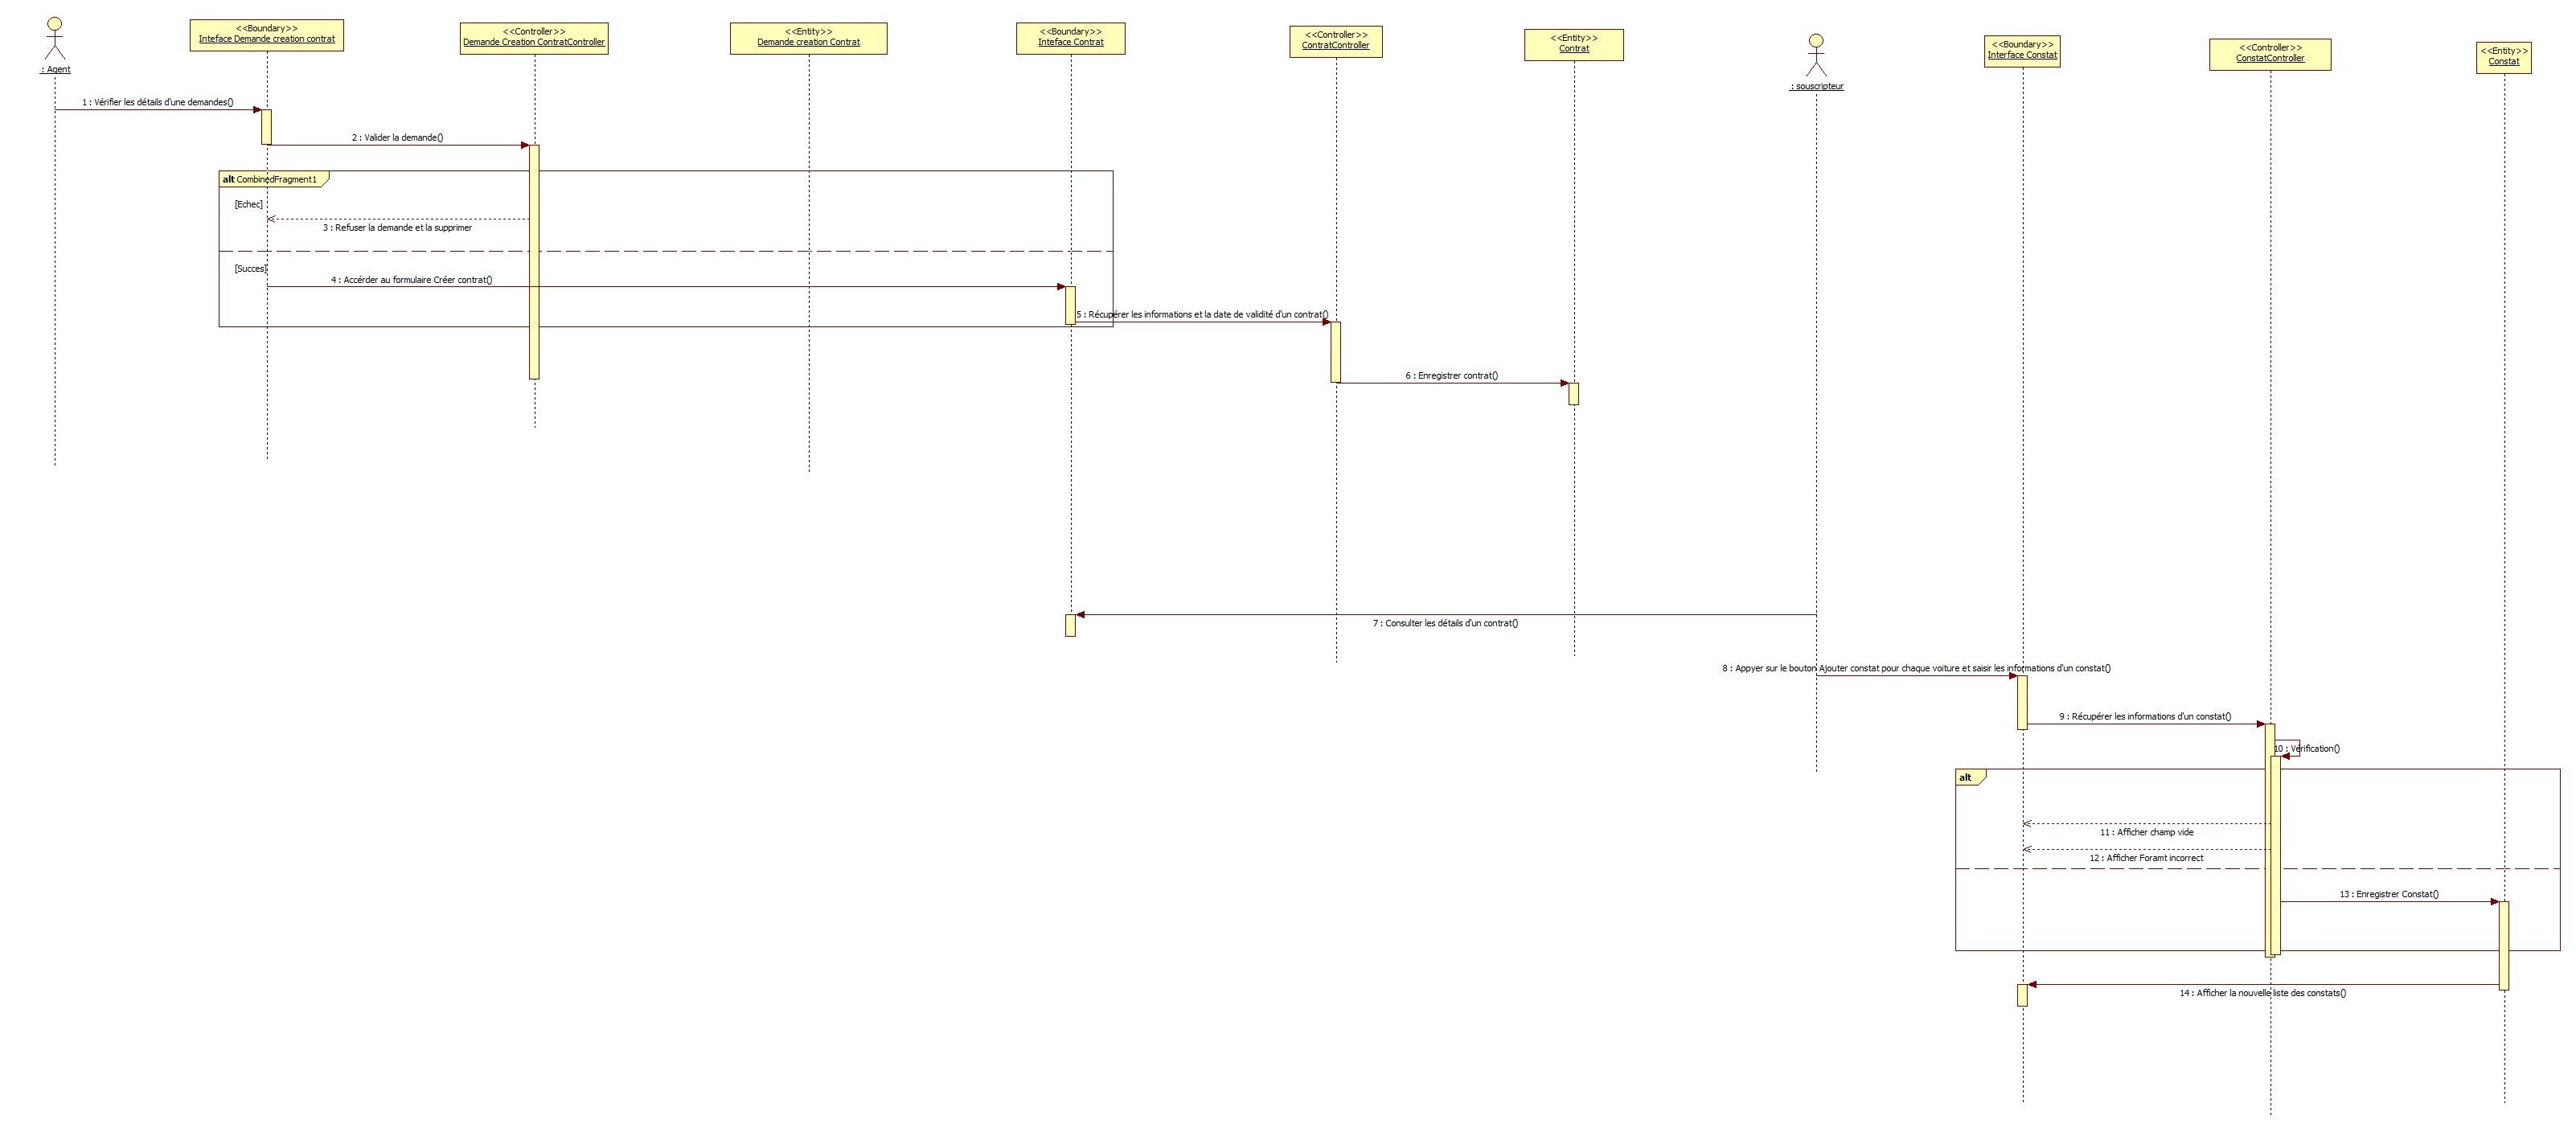 <<Boundary>>
Inteface Demande creation contrat
<<Controller>>
Demande Creation ContratController
<<Entity>>
Demande creation Contrat
<<Boundary>>
Inteface Contrat
<<Controller>>
ContratController
<<Entity>>
Contrat
<<Boundary>>
Interface Constat
<<Controller>>
ConstatController
<<Entity>>
Constat
: Agent
: souscripteur
1 : Vérifier les détails d'une demandes()
2 : Valider la demande()
alt CombinedFragment1
[Echec]
3 : Refuser la demande et la supprimer
[Succes]
4 : Accérder au formulaire Créer contrat()
5 : Récupérer les informations et la date de validité d'un contrat()
6 : Enregistrer contrat()
7 : Consulter les détails d'un contrat()
8 : Appyer sur le bouton Ajouter constat pour chaque voiture et saisir les informations d'un constat()
9 : Récupérer les informations d'un constat()
10 : Vérification()
alt
11 : Afficher champ vide
12 : Afficher Foramt incorrect
13 : Enregistrer Constat()
14 : Afficher la nouvelle liste des constats()